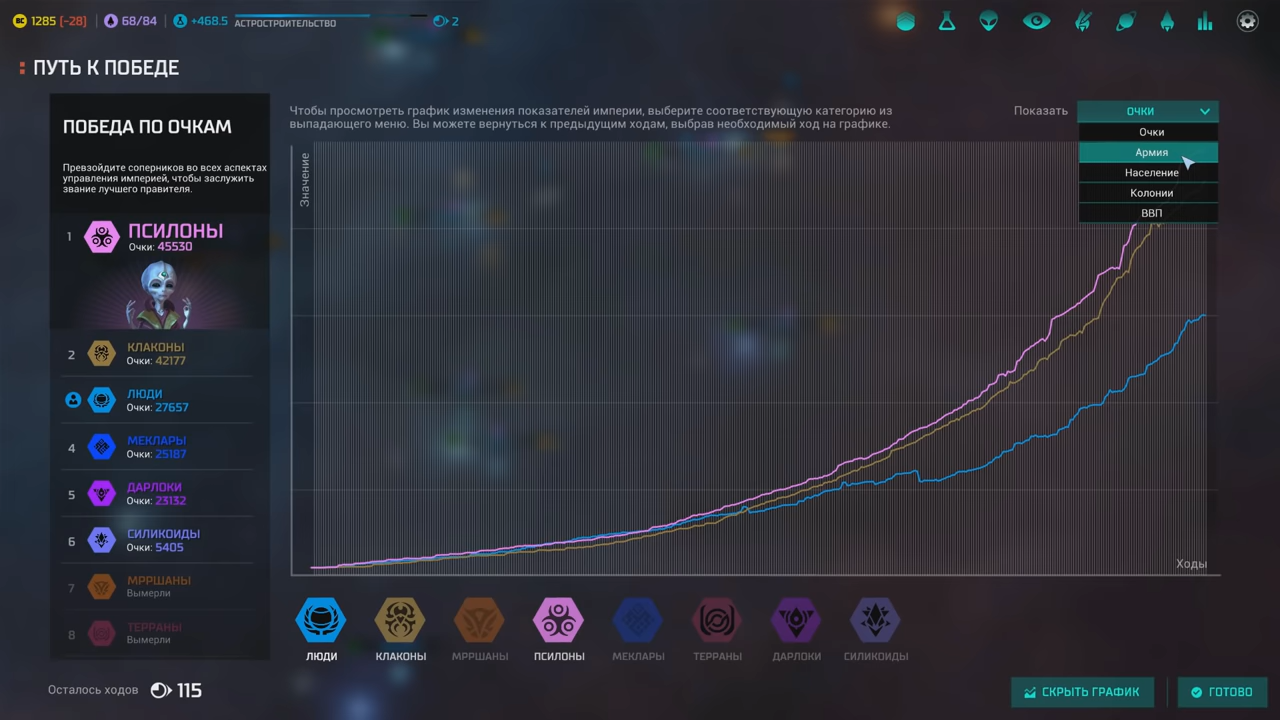 1285 [-28]
68/84
+468.5
АСТРОСТРОИТЕЛЬСТВО
2
ПУТЬ К ПОБЕДЕ
ПОБЕДА ПО ОЧКАМ
Превзойдите соперников во всех аспектах
управления империей, чтобы заслужить
звание лучшего правителя.
1
ПСИЛОНЫ
Очки: 45530
2
КЛАКОНЫ
Очки: 42177
ЛЮДИ
Очки: 27657
4
МЕКЛАРЫ
Очки: 25187
5
ДАРЛОКИ
Очки: 23132
6
СИЛИКОИДЫ
Очки: 5405
7
МРРШАНЫ
Вымерли
8
ТЕРРАНЫ
Вымерли
Осталось ходов
115
Чтобы просмотреть график изменения показателей империи, выберите соответствующую категорию из
выпадающего меню. Вы можете вернуться к предыдущим ходам, выбрав необходимый ход на графике.
Показать
ОЧКИ
Очки
Армия
Население
Колонии
ВВП
Значение
Ходы
ЛЮДИ
КЛАКОНЫ
МРРШАНЫ
ПСИЛОНЫ
МЕКЛАРЫ
ТЕРРАНЫ
ДАРЛОКИ
СИЛИКОИДЫ
СКРЫТЬ ГРАФИК
ГОТОВО